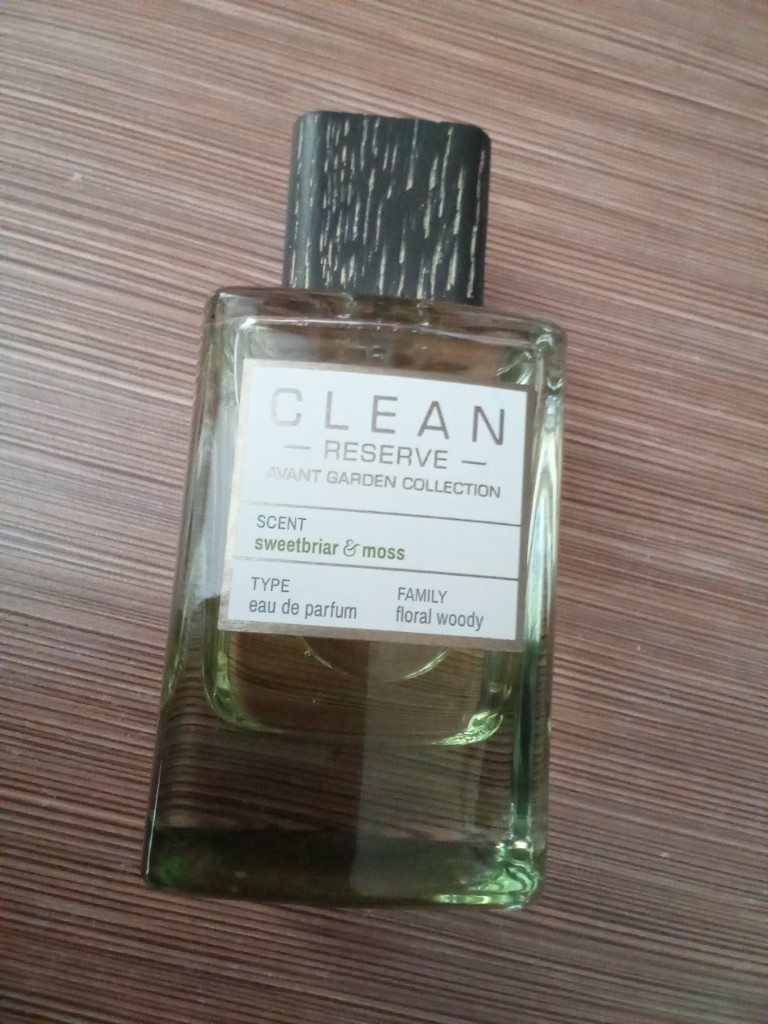 CLEAN
— RESERVE —
AVANT GARDEN COLLECTION
SCENT
sweetbriar & moss
TYPE
eau de parfum
FAMILY
floral woody